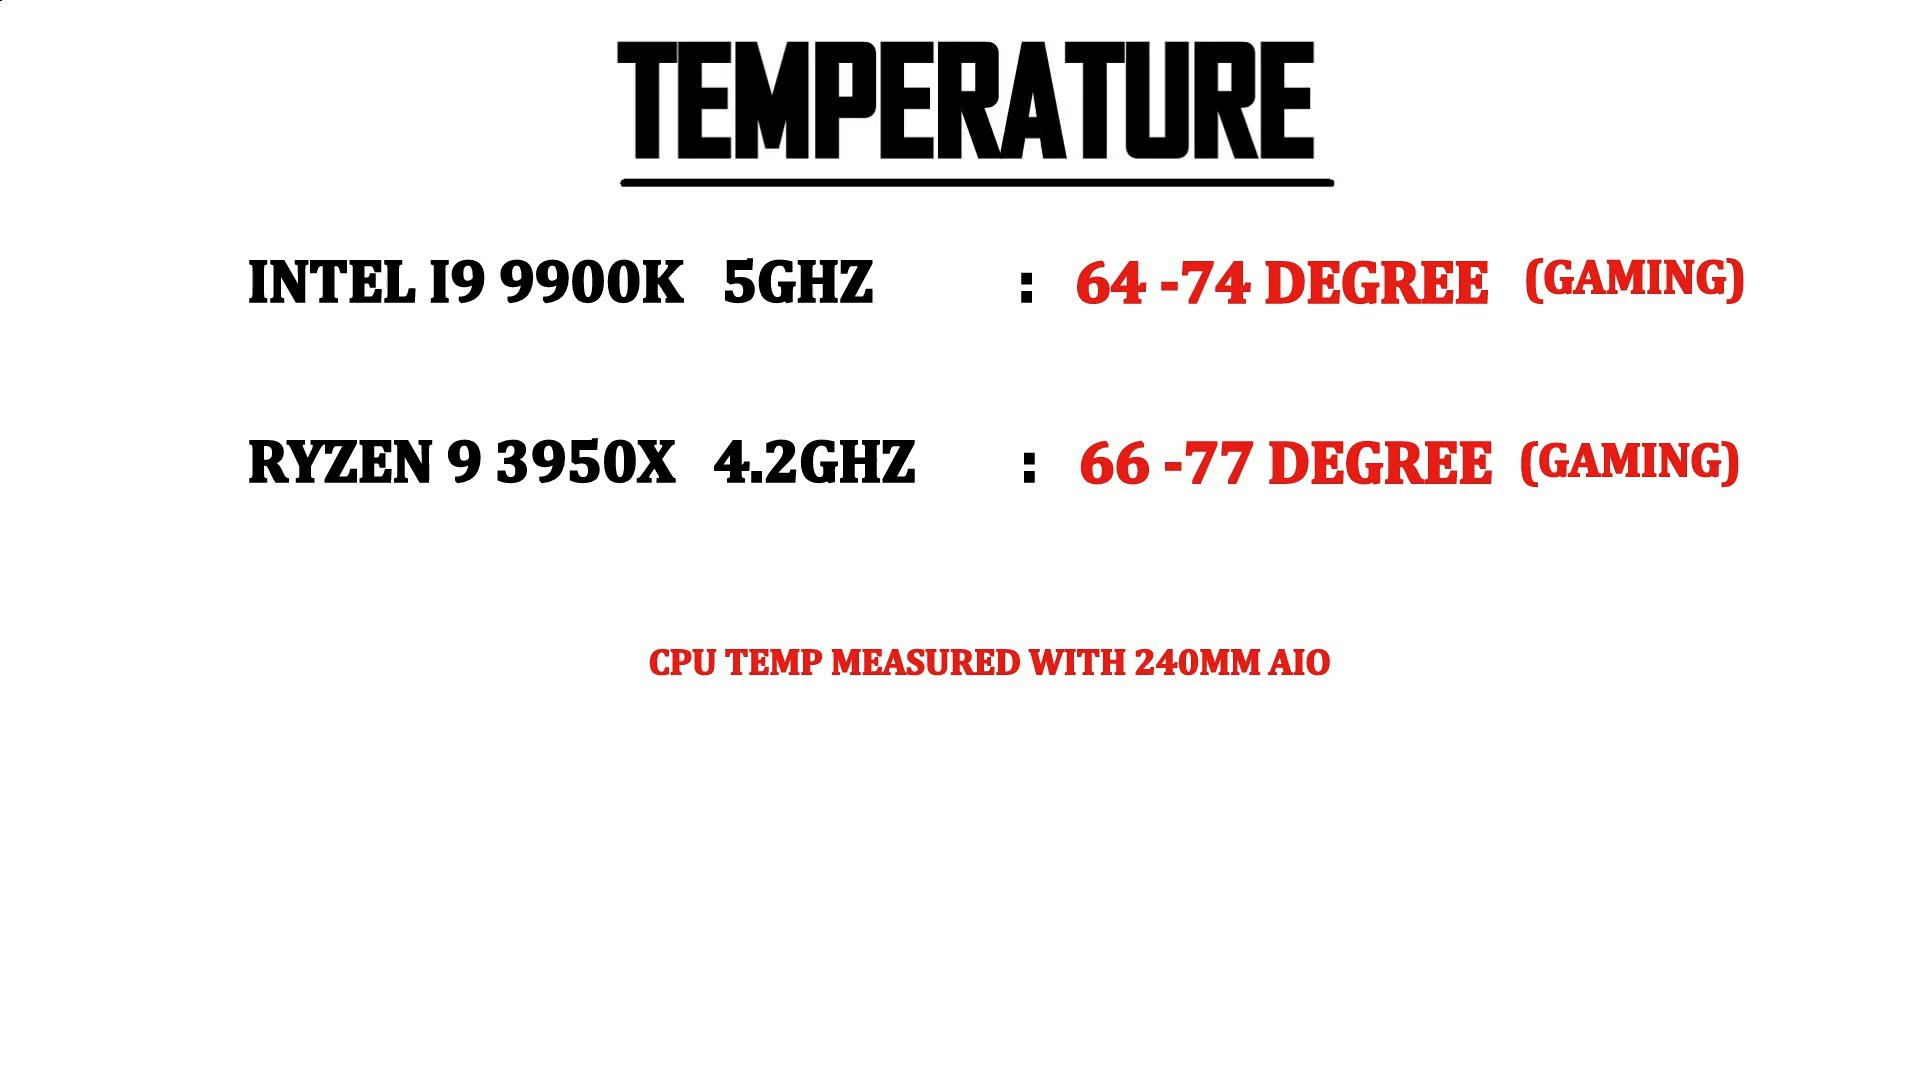 TEMPERATURE
INTEL I9 9900K 5GHZ : 64 -74 DEGREE (GAMING)
RYZEN 9 3950X 4.2GHZ : 66 -77 DEGREE (GAMING)
CPU TEMP MEASURED WITH 240MM AIO